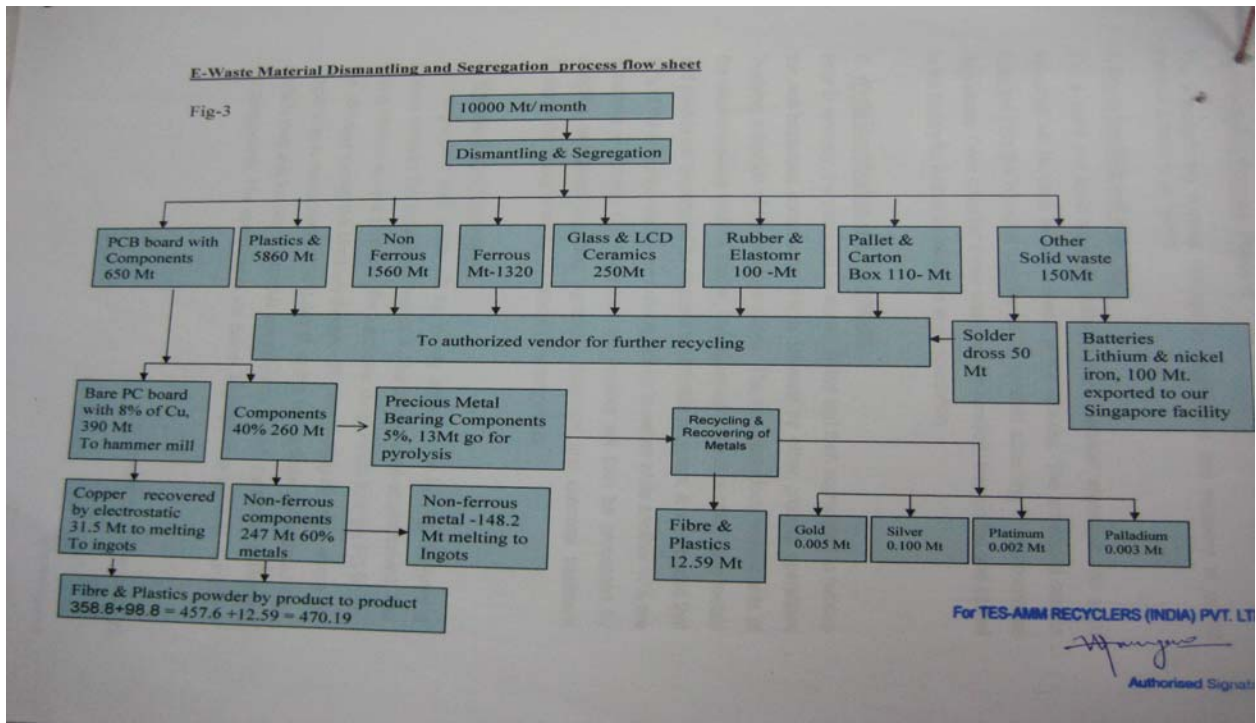 E-Waste Material Dismantling and Segregation process flow sheet
Fig-3
10000 Mt/month
Dismantling & Segregation
PCB board with
Components
650 Mt
Plastics &
5860 Mt
Non
Ferrous
1560 Mt
Ferrous
Mt-1320
Glass & LCD
Ceramics
250Mt
Rubber &
Elastomr
100 -Mt
Pallet &
Carton
Box 110- Mt
Other
Solid waste
150Mt
To authorized vendor for further recycling
Solder
dross 50
Mt
Batteries
Lithium & nickel
iron, 100 Mt.
exported to our
Singapore facility
Bare PC board
with 8% of Cu,
390 Mt
To hammer mill
Components
40% 260 Mt
Precious Metal
Bearing Components
5%, 13Mt go for
pyrolysis
Recycling &
Recovering of
Metals
Copper recovered
by electrostatic
31.5 Mt to melting
To ingots
Non-ferrous
components
247 Mt 60%
metals
Non-ferrous
metal -148.2
Mt melting to
Ingots
Fibre &
Plastics
12.59 Mt
Gold
0.005 Mt
Silver
0.100 Mt
Platinum
0.002 Mt
Palladium
0.003 Mt
Fibre & Plastics powder by product to product
358.8+98.8 = 457.6 +12.59 = 470.19
For TES-AMM RECYCLERS (INDIA) PVT. LT
Authorised Signat